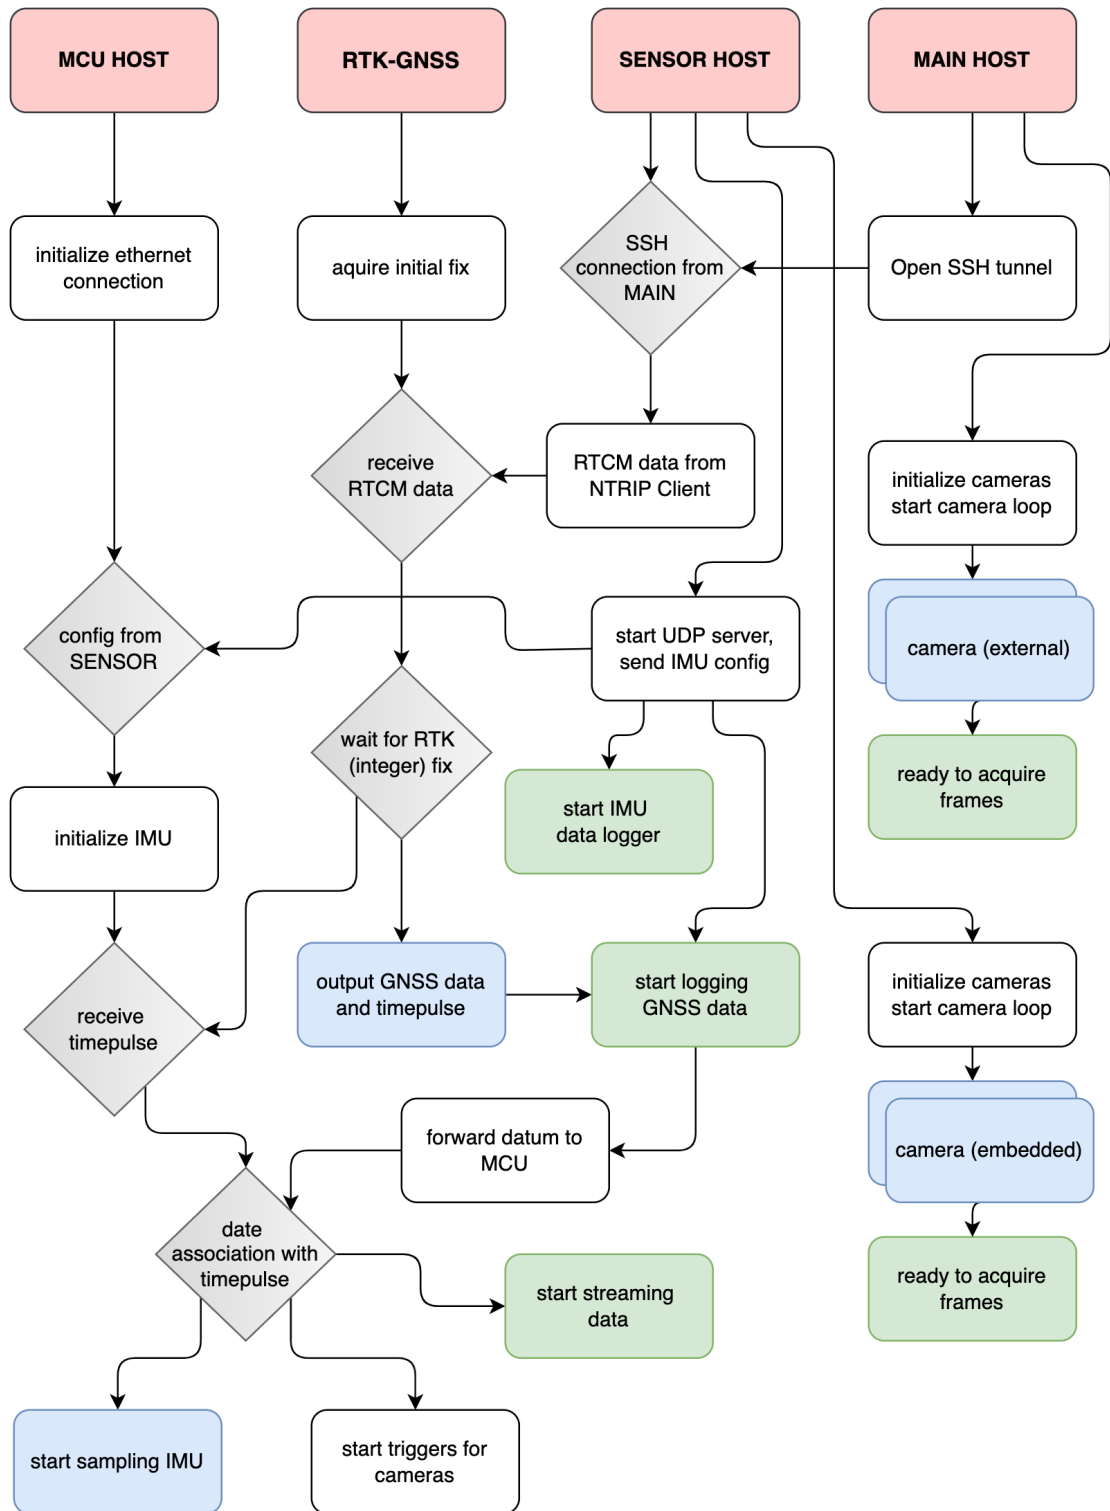 MCU HOST
RTK-GNSS
SENSOR HOST
MAIN HOST
initialize ethernet
connection
aquire initial fix
SSH
connection from
MAIN
Open SSH tunnel
receive
RTCM data
RTCM data from
NTRIP Client
initialize cameras
start camera loop
config from
SENSOR
start UDP server,
send IMU config
camera (external)
wait for RTK
(integer) fix
ready to acquire
frames
start IMU
data logger
initialize IMU
receive
timepulse
output GNSS data
and timepulse
start logging
GNSS data
initialize cameras
start camera loop
forward datum to
MCU
camera (embedded)
date
association with
timepulse
start streaming
data
ready to acquire
frames
start sampling IMU
start triggers for
cameras